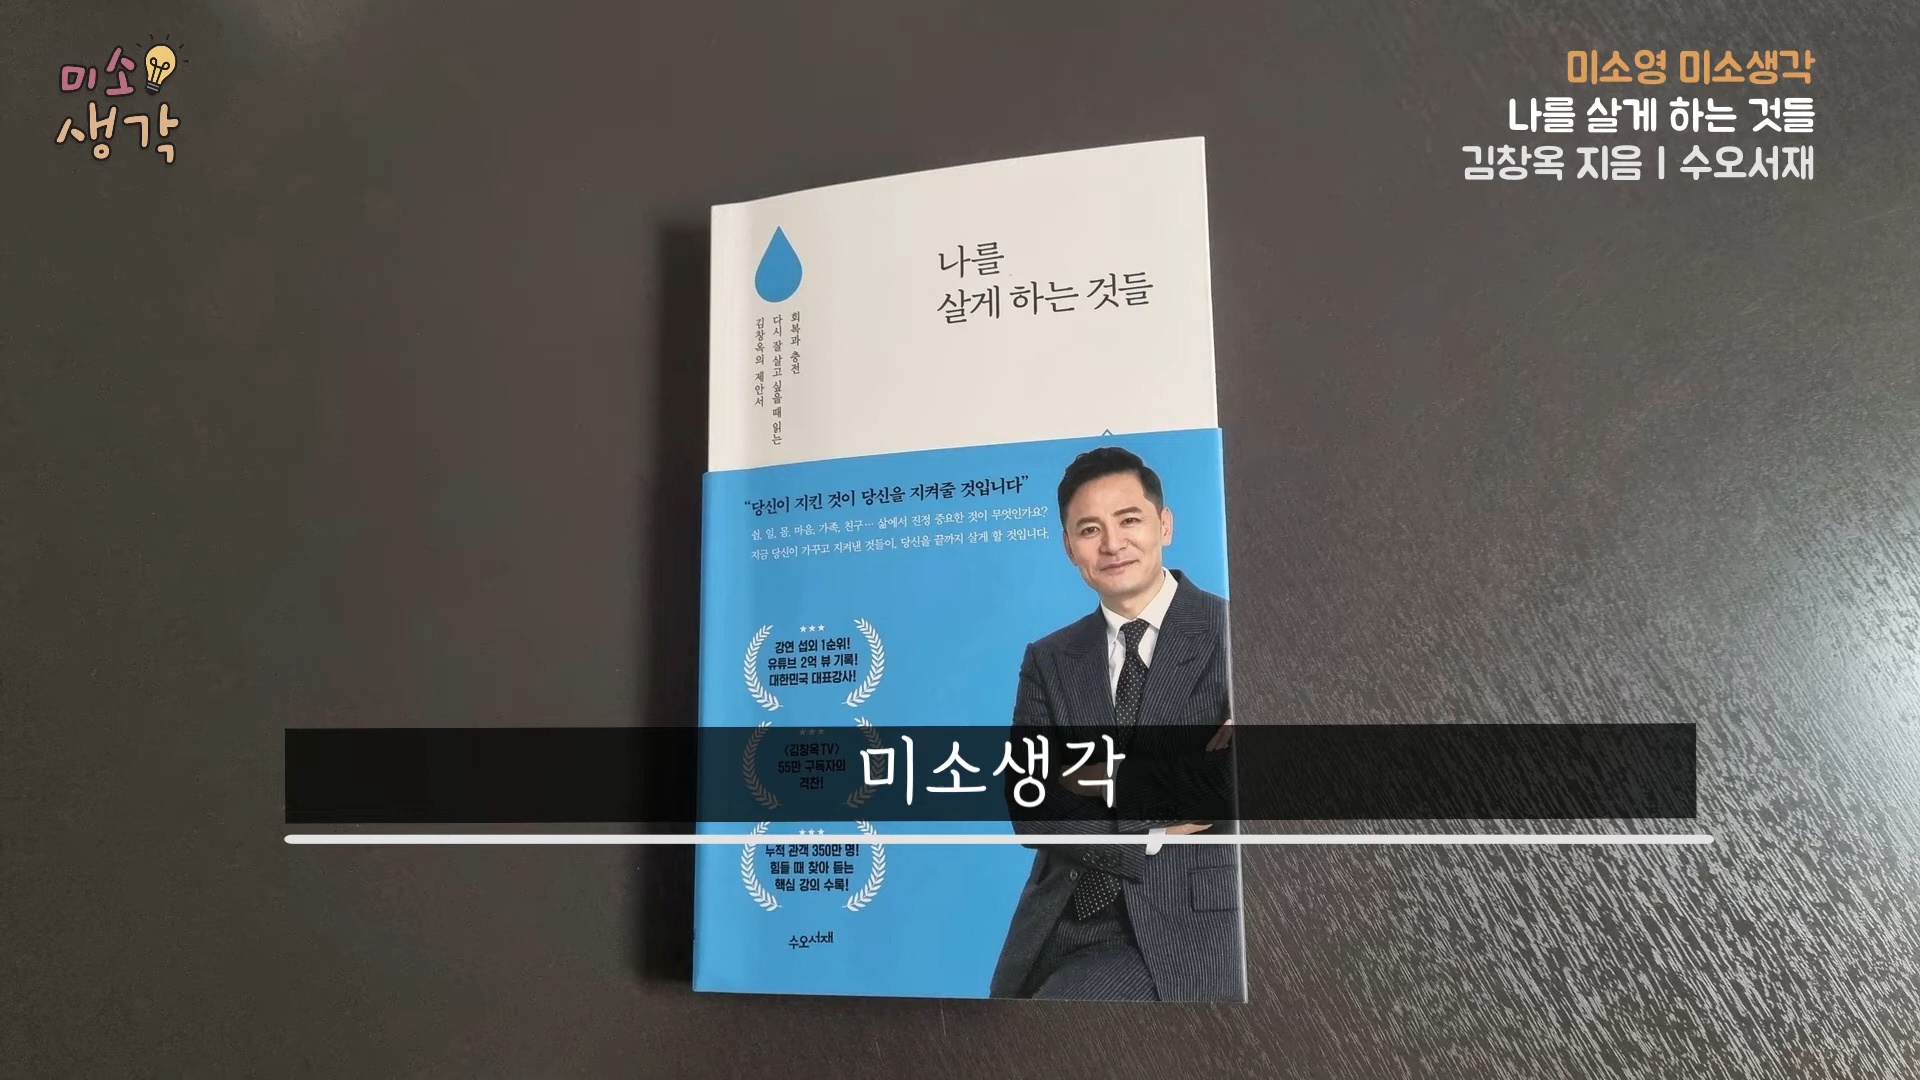 미소
생각
미소영 미소생각
나를 살게 하는 것들
김창옥 지음 | 수오서재
나를
살게 하는 것들
회복과 충전
다시 잘 살고 싶을 때 읽는
김창옥의 제안서
“당신이 지킨 것이 당신을 지켜줄 것입니다”
쉼, 일, 몸, 마음, 가족, 친구… 삶에서 진정 중요한 것이 무엇인가요?
지금 당신이 가꾸고 지켜낸 것들이, 당신을 끝까지 살게 할 것입니다.
강연 섭외 1순위!
유튜브 2억 뷰 기록!
대한민국 대표강사!
〈김창옥TV〉
55만 구독자의
격찬!
미소생각
누적 관객 350만 명!
힘들 때 찾아 듣는
핵심 강의 수록!
수오서재